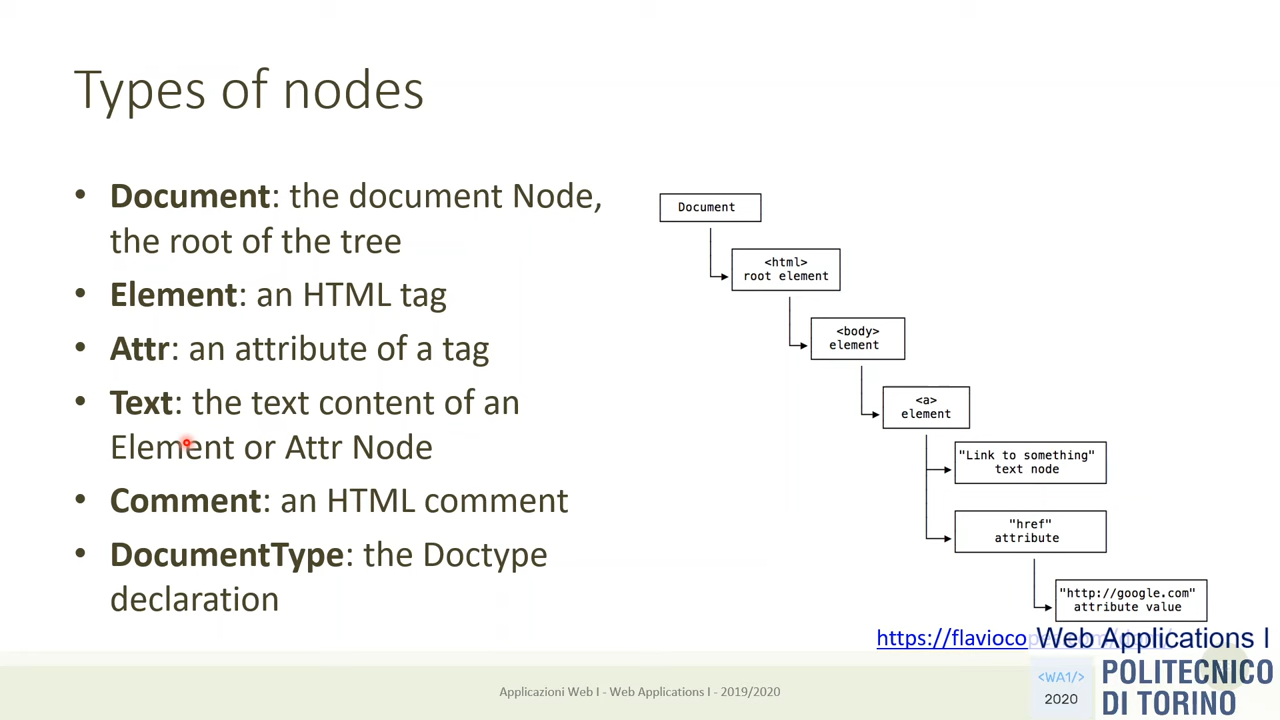 Types of nodes
• Document: the document Node,
the root of the tree
• Element: an HTML tag
• Attr: an attribute of a tag
• Text: the text content of an
Element or Attr Node
• Comment: an HTML comment
• DocumentType: the Doctype
declaration
Document
<html>
root element
<body>
element
<a>
element
"Link to something"
text node
"href"
attribute
"http://google.com"
attribute value
https://flavioco
Web Applications I
<WA1/>
2020
POLITECNICO
DI TORINO
Applicazioni Web I - Web Applications I - 2019/2020